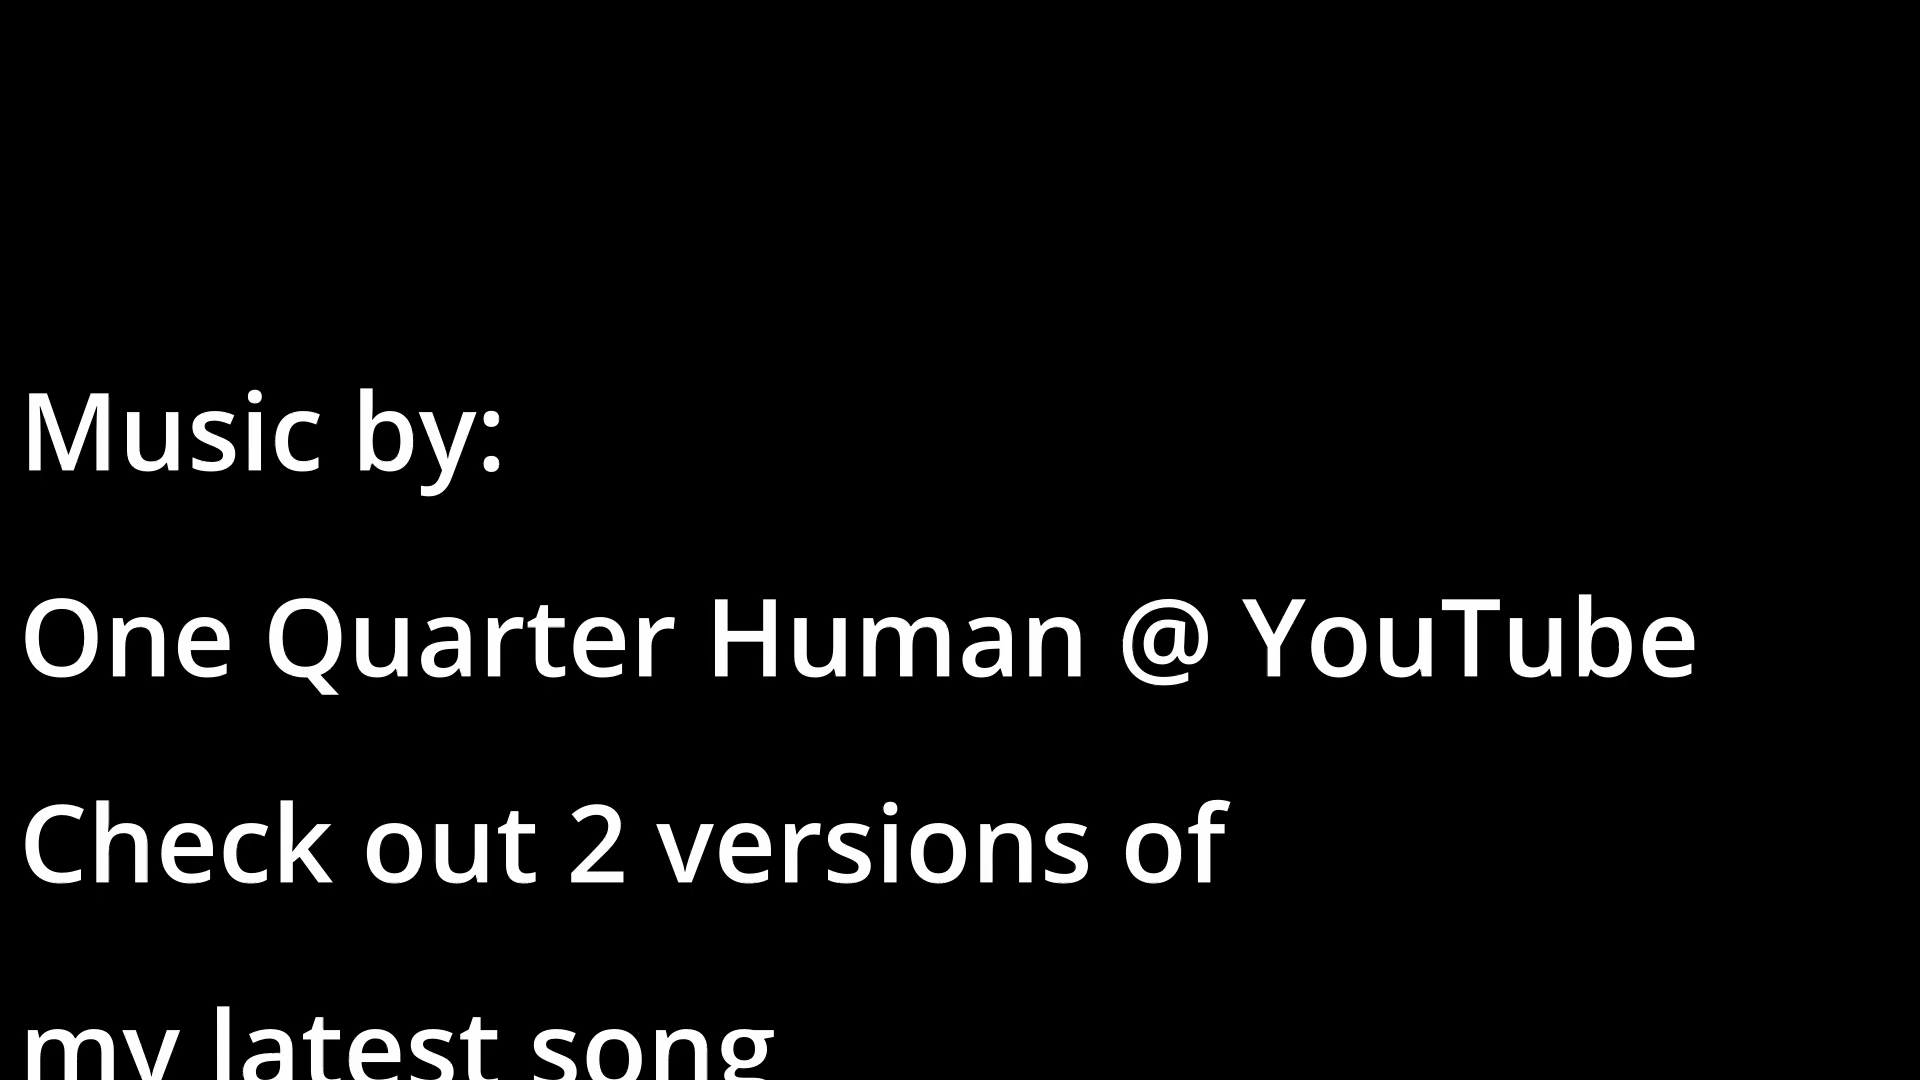 Music by:
One Quarter Human @ YouTube
Check out 2 versions of
my latest song